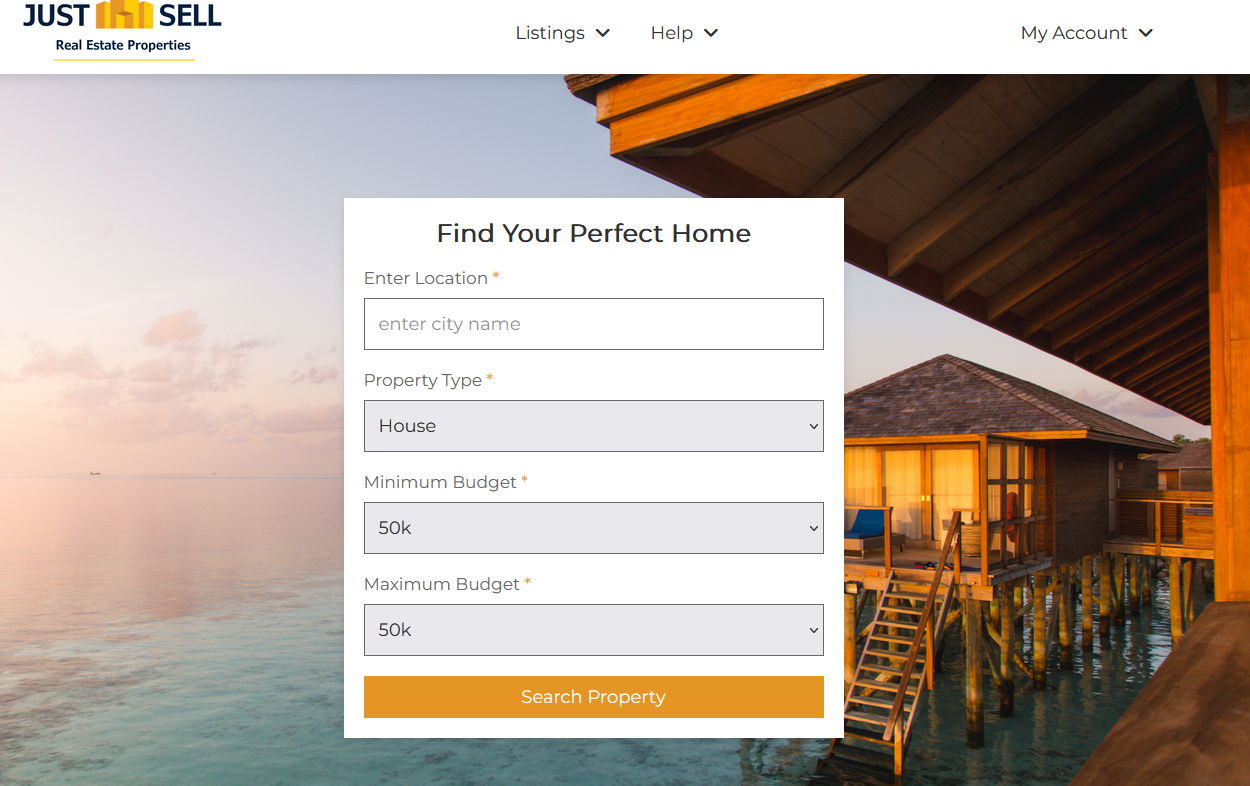 JUST SELL
Real Estate Properties
Listings
Help
My Account
Find Your Perfect Home
Enter Location *
enter city name
Property Type *
House
Minimum Budget *
50k
Maximum Budget *
50k
Search Property